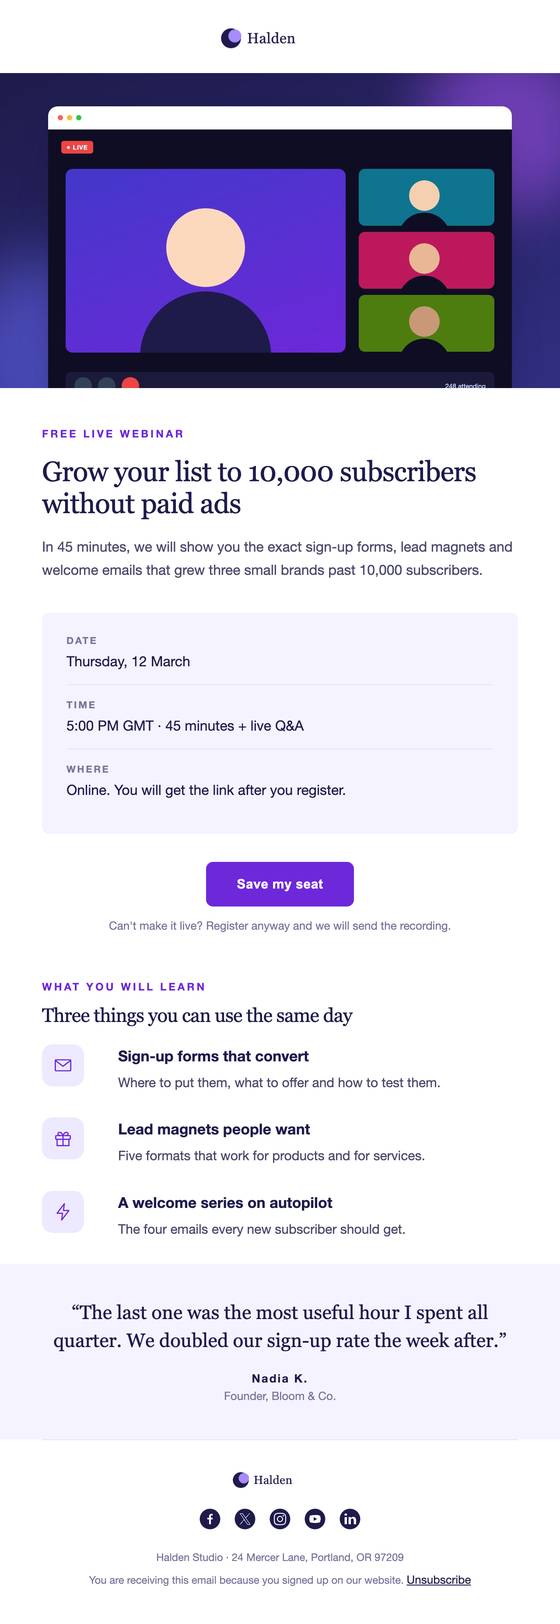 Halden
• LIVE
248 attending
FREE LIVE WEBINAR
Grow your list to 10,000 subscribers
without paid ads
In 45 minutes, we will show you the exact sign-up forms, lead magnets and
welcome emails that grew three small brands past 10,000 subscribers.
DATE
Thursday, 12 March
TIME
5:00 PM GMT · 45 minutes + live Q&A
WHERE
Online. You will get the link after you register.
Save my seat
Can't make it live? Register anyway and we will send the recording.
WHAT YOU WILL LEARN
Three things you can use the same day
Sign-up forms that convert
Where to put them, what to offer and how to test them.
Lead magnets people want
Five formats that work for products and for services.
A welcome series on autopilot
The four emails every new subscriber should get.
“The last one was the most useful hour I spent all
quarter. We doubled our sign-up rate the week after.”
Nadia K.
Founder, Bloom & Co.
Halden
Halden Studio · 24 Mercer Lane, Portland, OR 97209
You are receiving this email because you signed up on our website. Unsubscribe